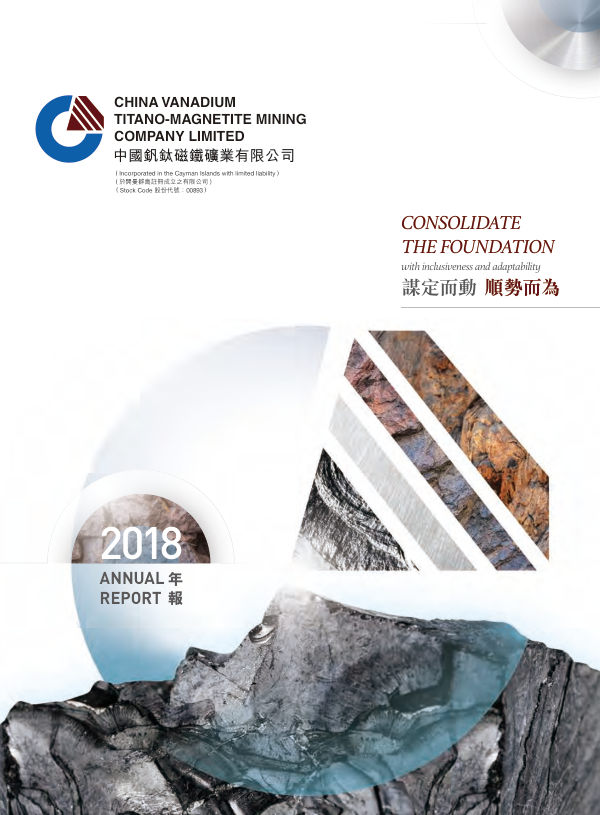 CHINA VANADIUM
TITANO-MAGNETITE MINING
COMPANY LIMITED
中國釩鈦磁鐵礦業有限公司
( Incorporated in the Cayman Islands with limited liability )
( 於開曼群島註冊成立之有限公司 )
( Stock Code 股份代號 : 00893 )
CONSOLIDATE
THE FOUNDATION
with inclusiveness and adaptability
謀定而動 順勢而為
2018
ANNUAL 年
REPORT 報